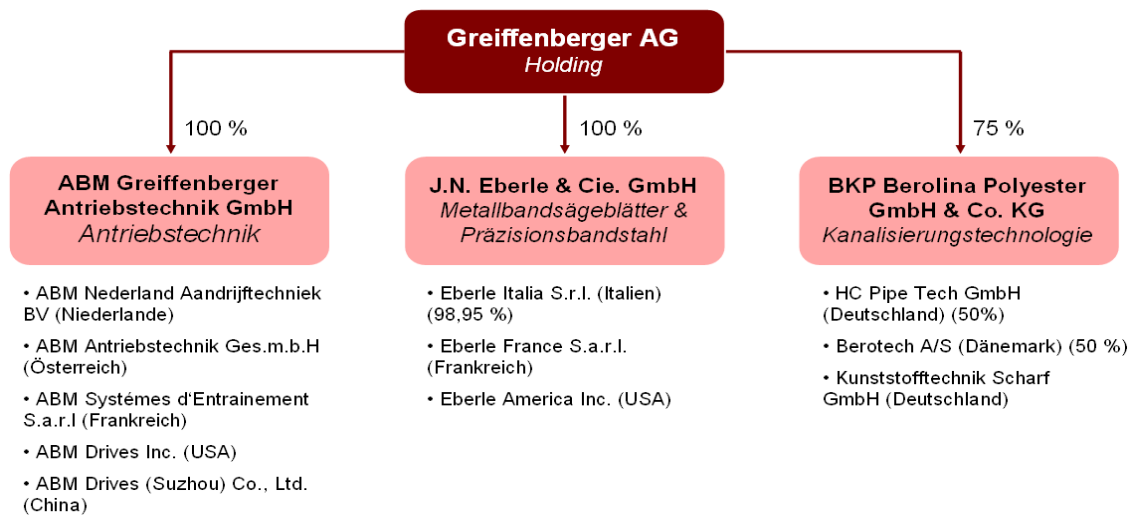 Greiffenberger AG
Holding
100 %
100 %
75 %
ABM Greiffenberger
Antriebstechnik GmbH
Antriebstechnik
J.N. Eberle & Cie. GmbH
Metallbandsägeblätter &
Präzisionsbandstahl
BKP Berolina Polyester
GmbH & Co. KG
Kanalisierungstechnologie
• ABM Nederland Aandrijftechniek
BV (Niederlande)
• ABM Antriebstechnik Ges.m.b.H
(Österreich)
• ABM Systémes d'Entrainement
S.a.r.l (Frankreich)
• ABM Drives Inc. (USA)
• ABM Drives (Suzhou) Co., Ltd.
(China)
• Eberle Italia S.r.l. (Italien)
(98,95 %)
• Eberle France S.a.r.l.
(Frankreich)
• Eberle America Inc. (USA)
• HC Pipe Tech GmbH
(Deutschland) (50%)
• Berotech A/S (Dänemark) (50 %)
• Kunststofftechnik Scharf
GmbH (Deutschland)